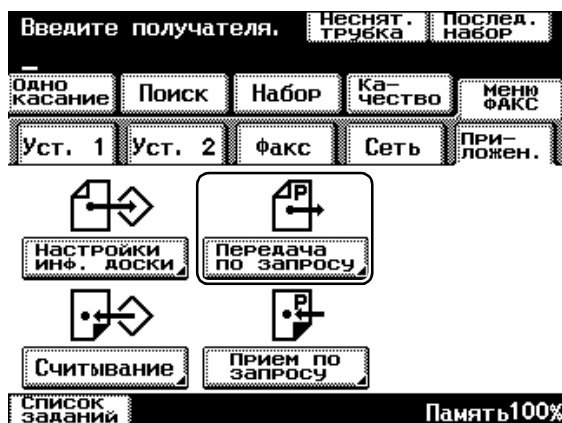 Введите получателя.
Неснят. трубка
Послед. набор
Одно касание
Поиск
Набор
Ка- чество
Меню ФАКС
Уст. 1
Уст. 2
Факс
Сеть
При- ложен.
P
Настройки инф. доски
Передача по запросу
P
Считывание
Прием по запросу
Список заданий
Память100%